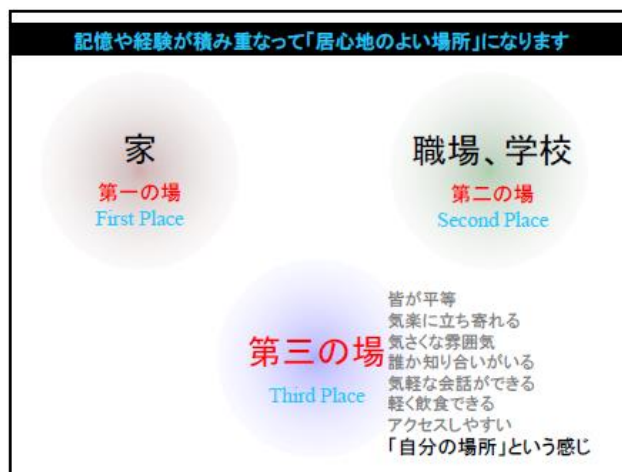 記憶や経験が積み重なって「居心地のよい場所」になります
家
第一の場
First Place
職場、学校
第二の場
Second Place
第三の場
Third Place
皆が平等
気楽に立ち寄れる
気さくな雰囲気
誰か知り合いがいる
気軽な会話ができる
軽く飲食できる
アクセスしやすい
「自分の場所」という感じ